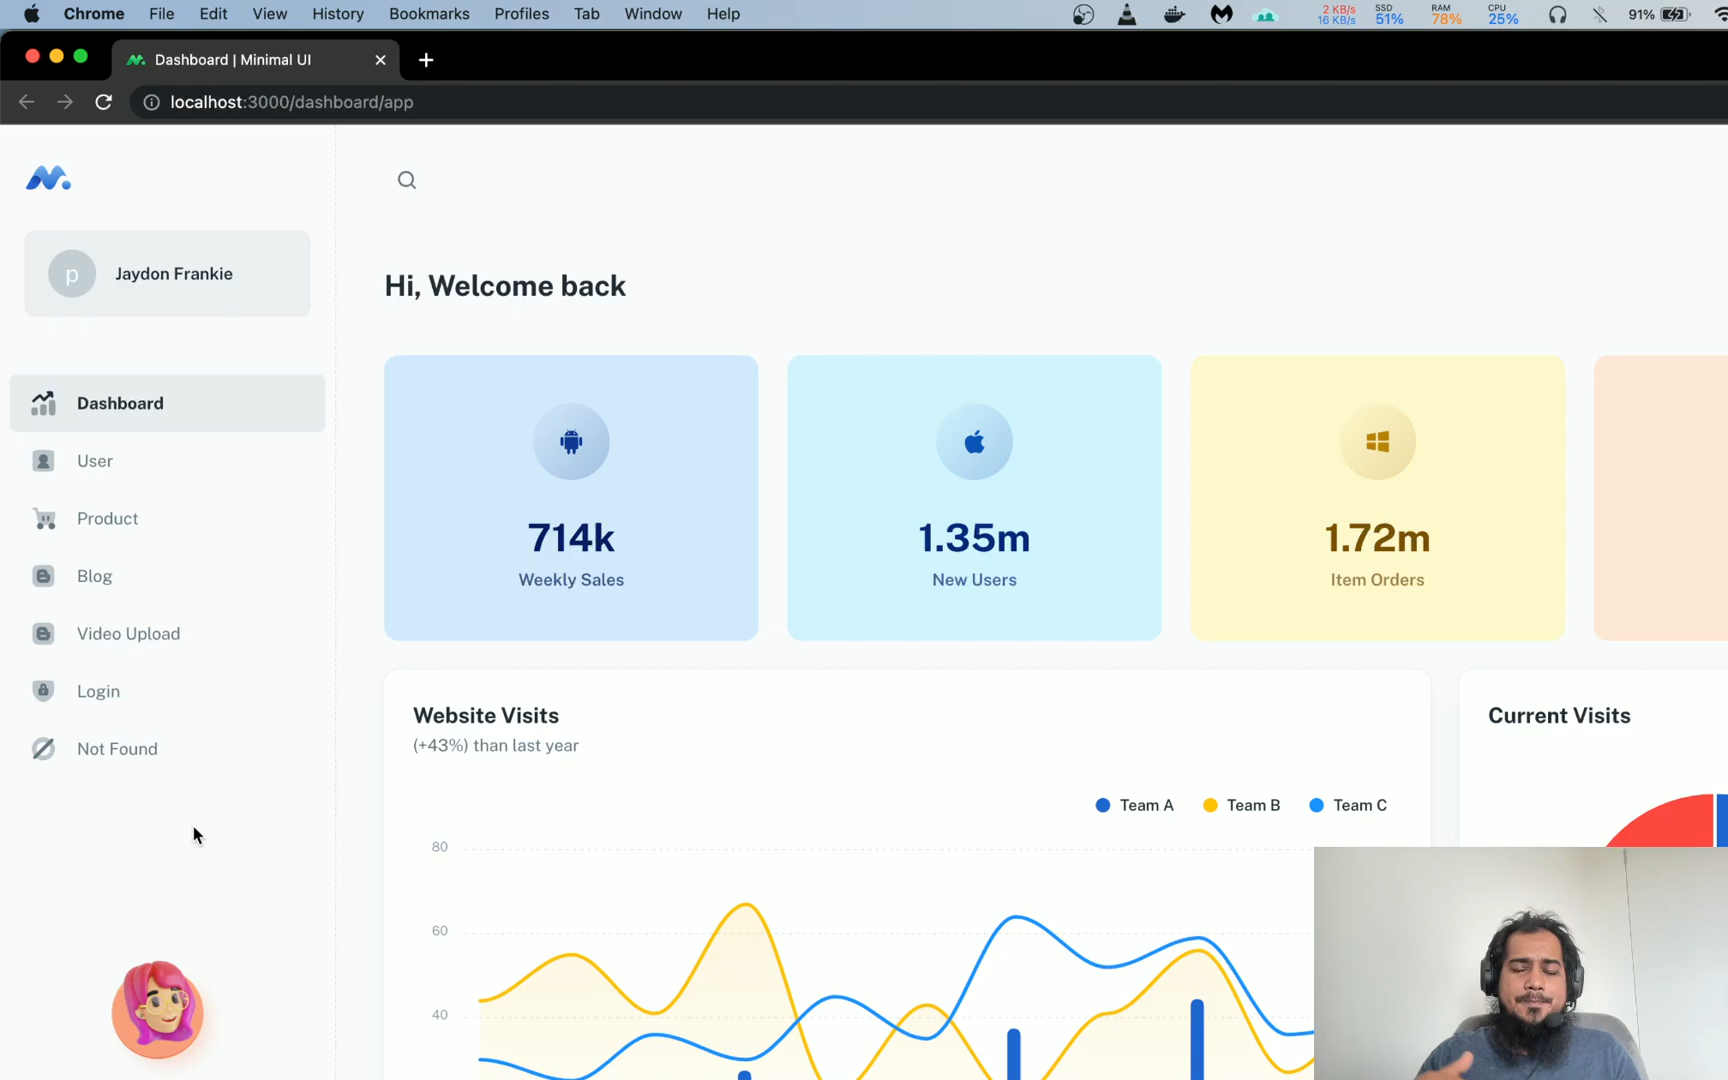 Chrome File Edit View History Bookmarks Profiles Tab Window Help
2 KB/s
16 KB/s
SSD
51%
RAM
78%
CPU
25%
91%
Dashboard | Minimal UI
localhost:3000/dashboard/app
p
Jaydon Frankie
Dashboard
User
Product
Blog
Video Upload
Login
Not Found
Hi, Welcome back
714k
Weekly Sales
1.35m
New Users
1.72m
Item Orders
Website Visits
(+43%) than last year
Team A Team B Team C
80
60
40
Current Visits